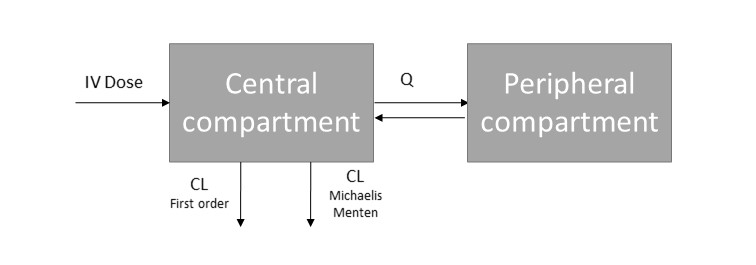 IV Dose
Central
compartment
Q
Peripheral
compartment
CL
First order
CL
Michaelis
Menten